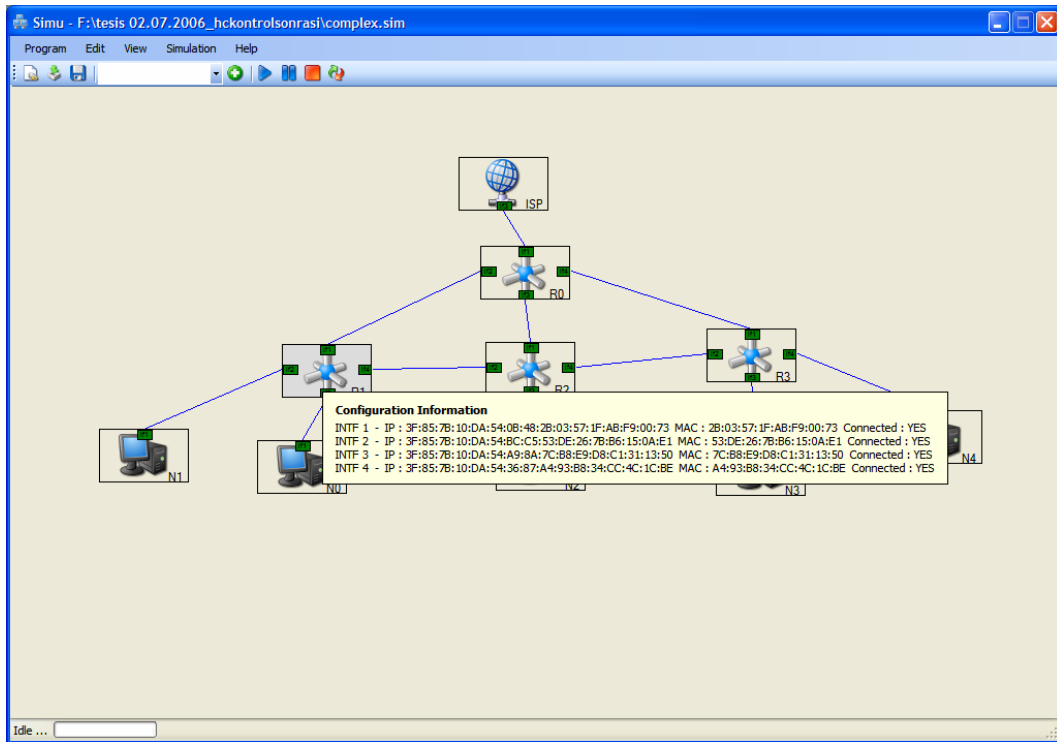 Simu - F:\tesis 02.07.2006_hckontrolsonrasi\complex.sim
Program Edit View Simulation Help
ISP
R0
R1
R2
R3
Configuration Information
INTF 1 - IP : 3F:85:7B:10:DA:54:0B:48:2B:03:57:1F:AB:F9:00:73 MAC : 2B:03:57:1F:AB:F9:00:73 Connected : YES
INTF 2 - IP : 3F:85:7B:10:DA:54:BC:C5:53:DE:26:7B:B6:15:0A:E1 MAC : 53:DE:26:7B:B6:15:0A:E1 Connected : YES
INTF 3 - IP : 3F:85:7B:10:DA:54:A9:8A:7C:B8:E9:D8:C1:31:13:50 MAC : 7C:B8:E9:D8:C1:31:13:50 Connected : YES
INTF 4 - IP : 3F:85:7B:10:DA:54:36:87:A4:93:B8:34:CC:4C:1C:BE MAC : A4:93:B8:34:CC:4C:1C:BE Connected : YES
N1
N0
N2
N3
N4
Idle ...